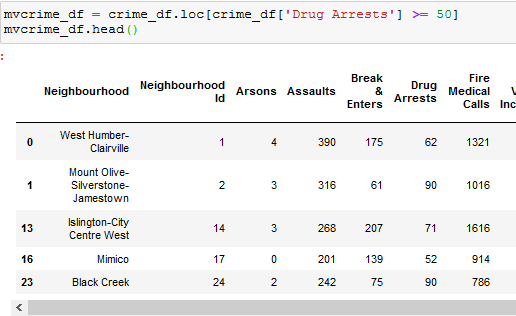 mvcrime_df = crime_df.loc[crime_df['Drug Arrests'] >= 50]
mvcrime_df.head()
:
Neighbourhood Neighbourhood Id Arsons Assaults Break & Enters Drug Arrests Fire Medical Calls
0 West Humber-Clairville 1 4 390 175 62 1321
1 Mount Olive-Silverstone-Jamestown 2 3 316 61 90 1016
13 Islington-City Centre West 14 3 268 207 71 1616
16 Mimico 17 0 201 139 52 914
23 Black Creek 24 2 242 75 90 786